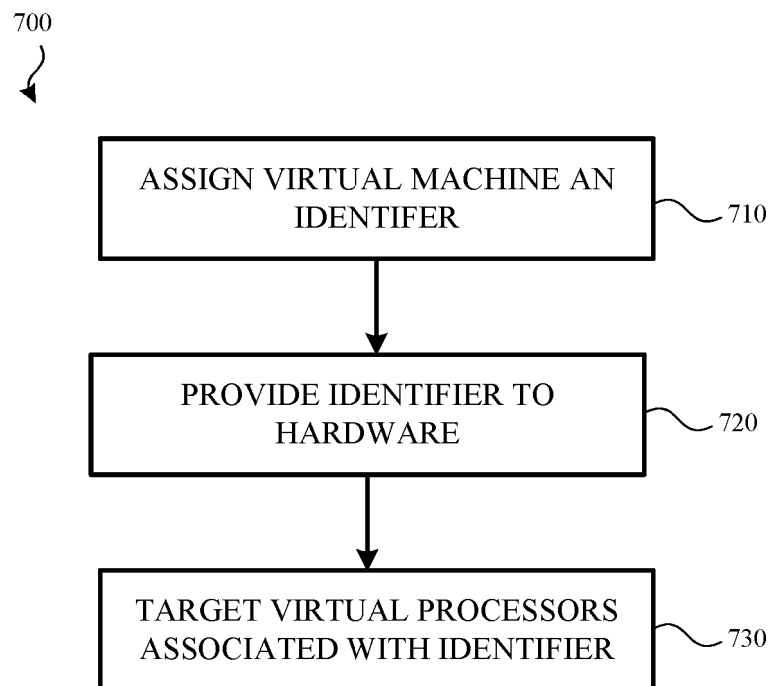 700
ASSIGN VIRTUAL MACHINE AN
IDENTIFER
710
PROVIDE IDENTIFIER TO
HARDWARE
720
TARGET VIRTUAL PROCESSORS
ASSOCIATED WITH IDENTIFIER
730